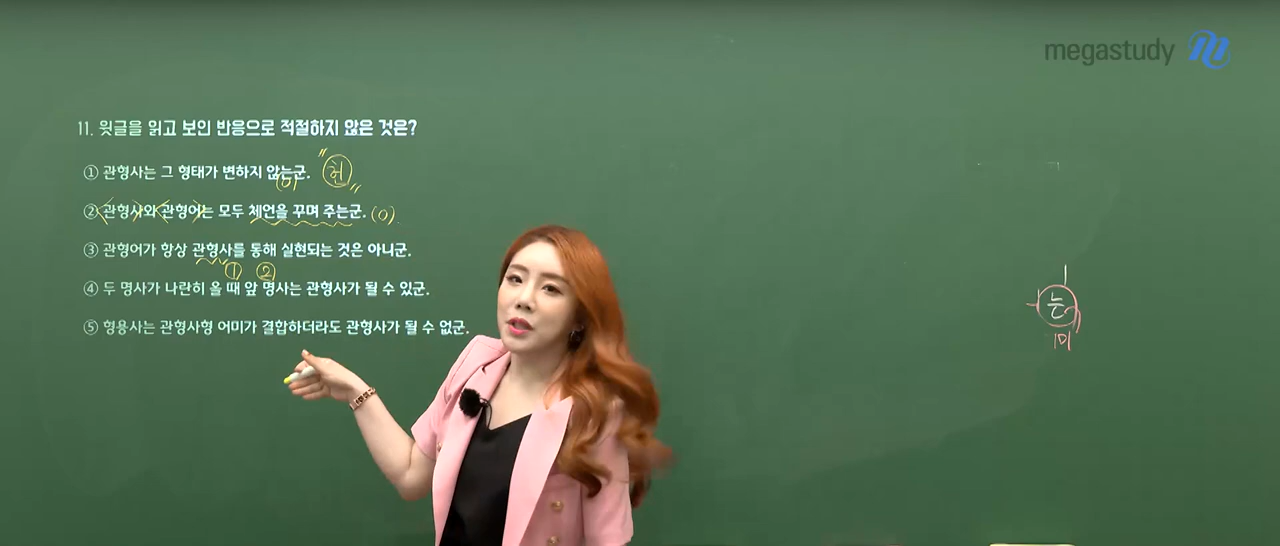 megastudy
11. 윗글을 읽고 보인 반응으로 적절하지 않은 것은?
① 관형사는 그 형태가 변하지 않는군. "헌"
(O)
② 관형사와 관형어는 모두 체언을 꾸며 주는군. (O)
③ 관형어가 항상 관형사를 통해 실현되는 것은 아니군.
① ②
④ 두 명사가 나란히 올 때 앞 명사는 관형사가 될 수 있군.
⑤ 형용사는 관형사형 어미가 결합하더라도 관형사가 될 수 없군.